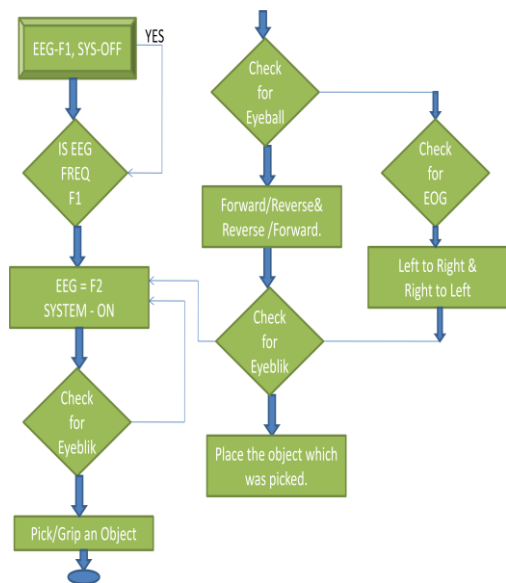 EEG-F1, SYS-OFF
YES
IS EEG
FREQ
F1
EEG = F2
SYSTEM - ON
Check
for
Eyeblik
Pick/Grip an Object
Check
for
Eyeball
Forward/Reverse&
Reverse /Forward.
Check
for
Eyeblik
Place the object which
was picked.
Check
for
EOG
Left to Right &
Right to Left